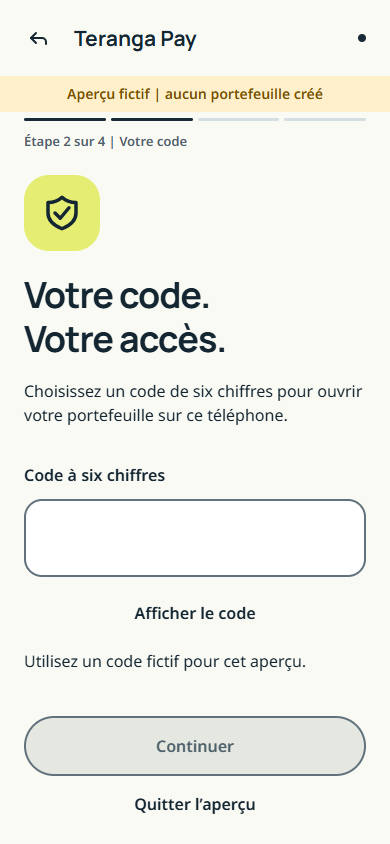 Teranga Pay
Aperçu fictif | aucun portefeuille créé
Étape 2 sur 4 | Votre code
Votre code.
Votre accès.
Choisissez un code de six chiffres pour ouvrir
votre portefeuille sur ce téléphone.
Code à six chiffres
Afficher le code
Utilisez un code fictif pour cet aperçu.
Continuer
Quitter l’aperçu